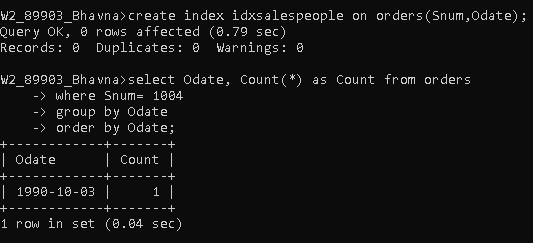 W2_89903_Bhavna>create index idxsalespeople on orders(Snum,Odate);
Query OK, 0 rows affected (0.79 sec)
Records: 0  Duplicates: 0  Warnings: 0

W2_89903_Bhavna>select Odate, Count(*) as Count from orders
    -> where Snum= 1004
    -> group by Odate
    -> order by Odate;
+------------+-------+
| Odate      | Count |
+------------+-------+
| 1990-10-03 |     1 |
+------------+-------+
1 row in set (0.04 sec)